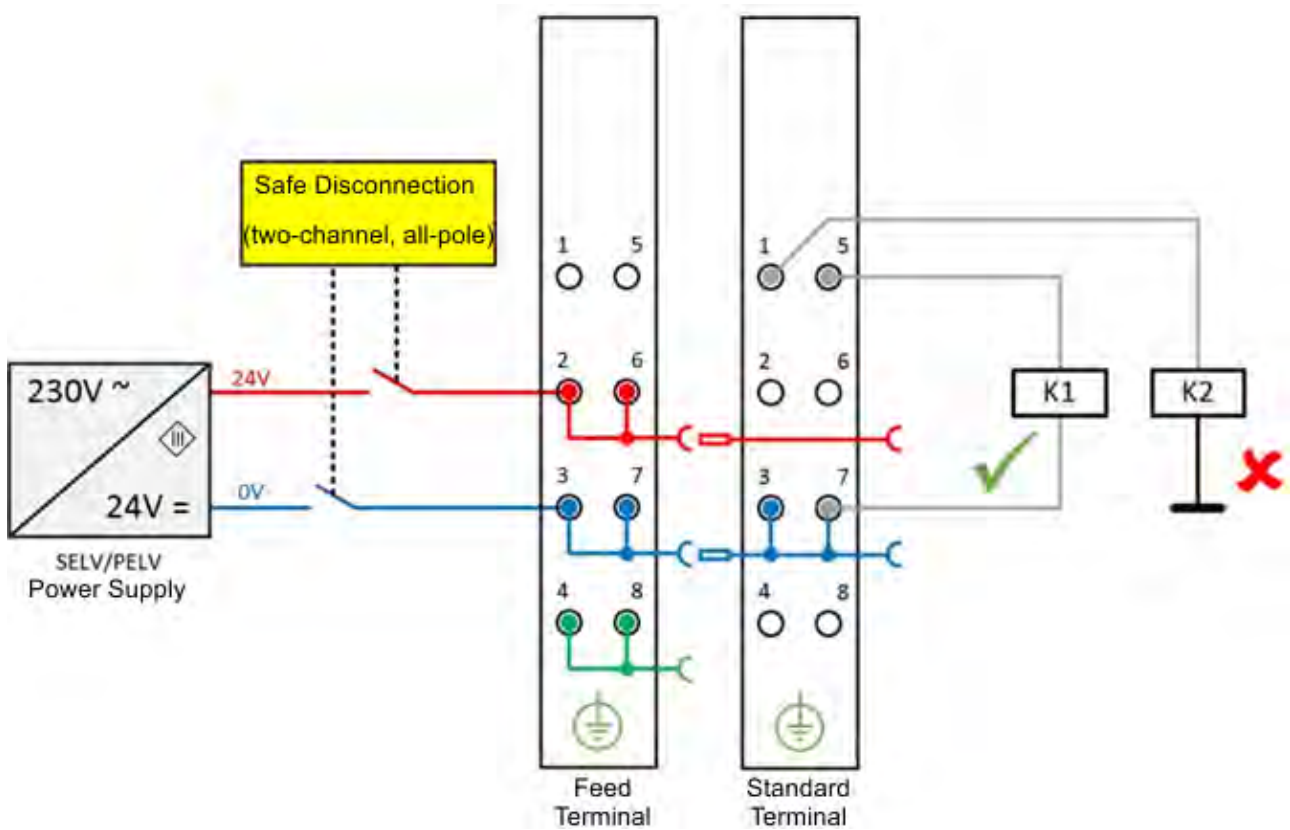 Safe Disconnection
(two-channel, all-pole)
1 5
1 5
230V ~
24V
2 6
2 6
K1
K2
III
24V =
0V
3 7
3 7
SELV/PELV
Power Supply
4 8
4 8
Feed
Terminal
Standard
Terminal